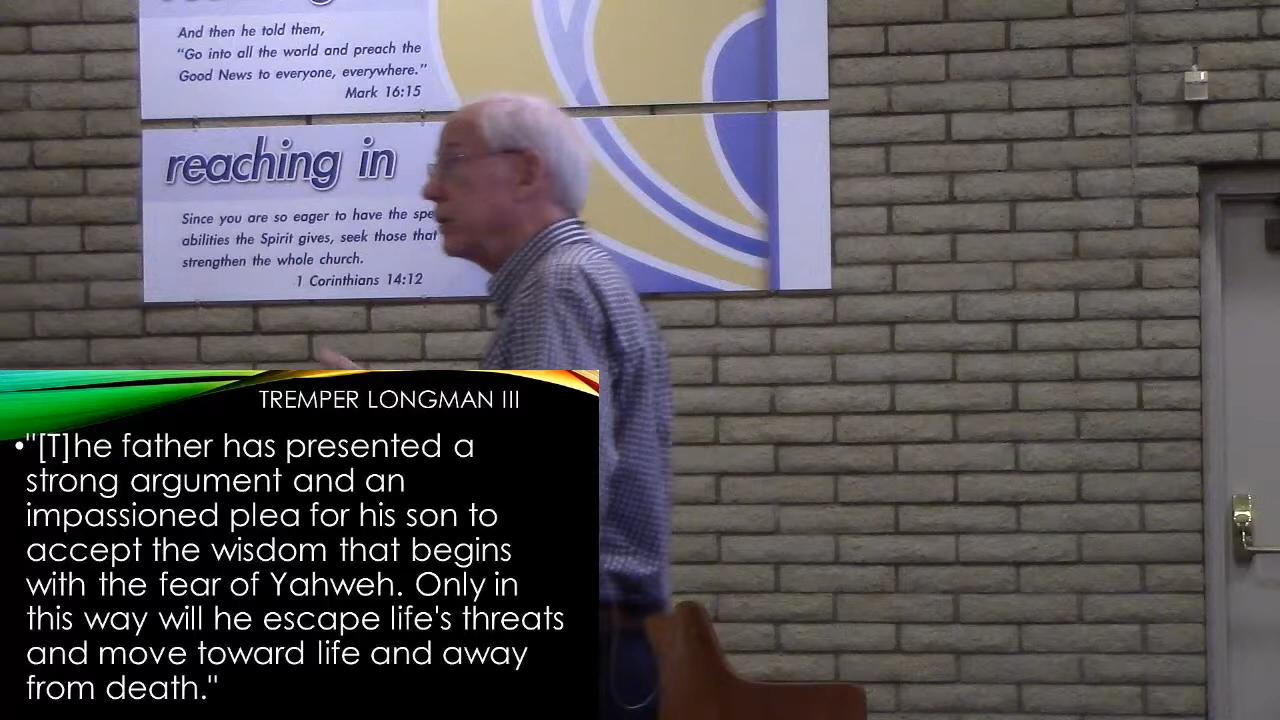 And then he told them,
"Go into all the world and preach the
Good News to everyone, everywhere."
Mark 16:15
reaching in
Since you are so eager to have the
abilities the Spirit gives, seek those that
strengthen the whole church.
1 Corinthians 14:12
TREMPER LONGMAN III
•"[T]he father has presented a
strong argument and an
impassioned plea for his son to
accept the wisdom that begins
with the fear of Yahweh. Only in
this way will he escape life's threats
and move toward life and away
from death."